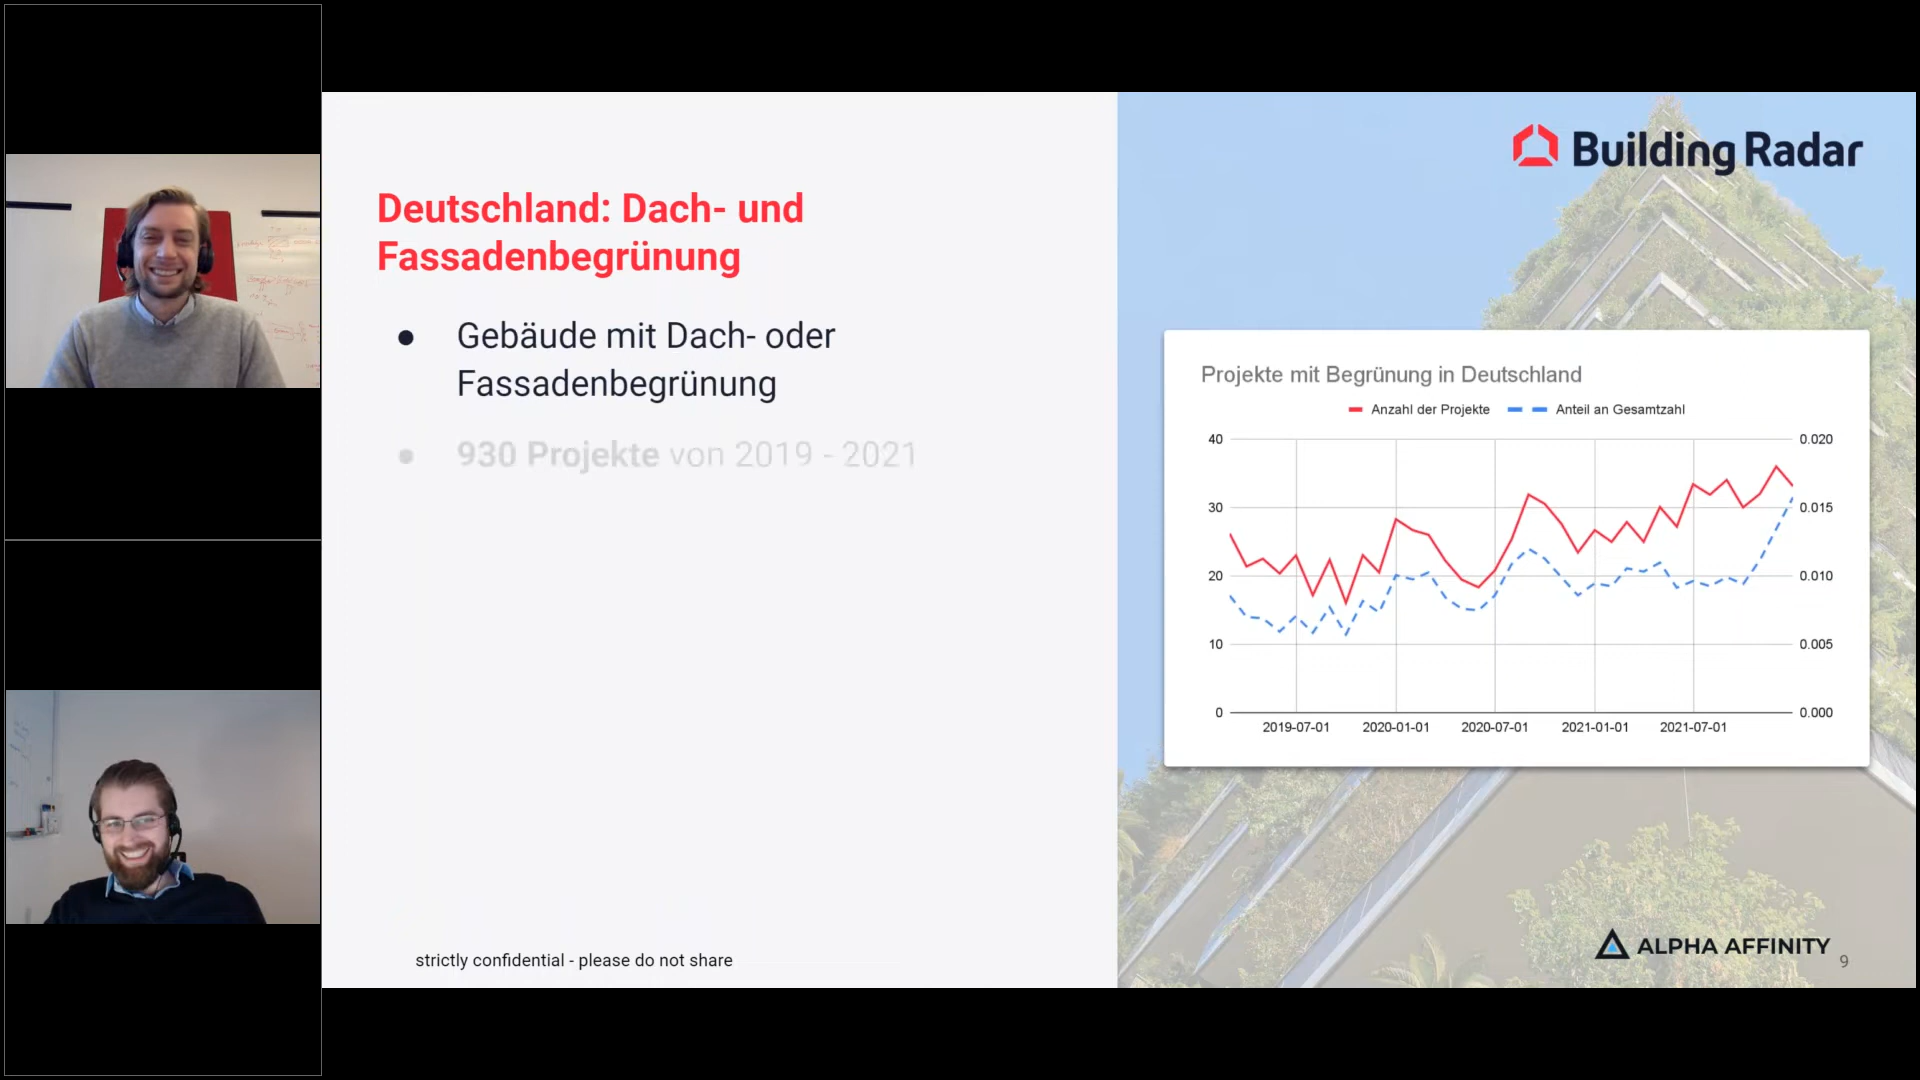 Building Radar
Deutschland: Dach- und
Fassadenbegrünung
● Gebäude mit Dach- oder
Fassadenbegrünung
● 930 Projekte von 2019 - 2021
Projekte mit Begrünung in Deutschland
Anzahl der Projekte Anteil an Gesamtzahl
40 0.020
30 0.015
20 0.010
10 0.005
0 0.000
2019-07-01 2020-01-01 2020-07-01 2021-01-01 2021-07-01
ALPHA AFFINITY
strictly confidential - please do not share
9